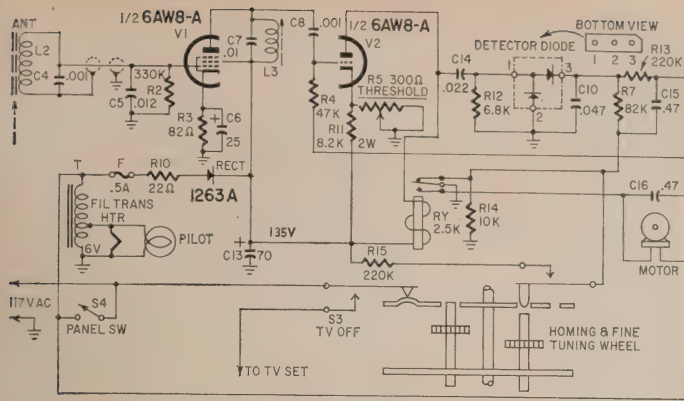 ANT
L2
C4
.001
C5
.012
330K
R2
1/2 6AW8-A
V1
R3
82Ω
+
C6
25
C7
.01
L3
C8
.001
1/2 6AW8-A
V2
R4
47K
R5 300Ω
THRESHOLD
R11
8.2K
2W
C14
.022
R12
6.8K
DETECTOR DIODE
1
3
2
BOTTOM VIEW
1 2 3
R13
220K
C10
.047
R7
82K
C15
.47
T
F
.5A
R10
22Ω
RECT
1263A
FIL TRANS
HTR
6V
PILOT
135V
+
C13
70
RY
2.5K
R14
10K
C16
.47
MOTOR
R15
220K
117VAC
S4
PANEL SW
S3
TV OFF
TO TV SET
HOMING & FINE
TUNING WHEEL